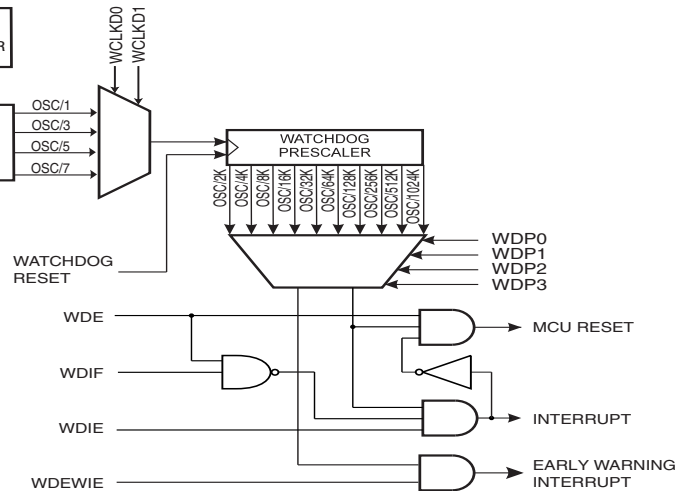 R
WCLKD0
WCLKD1
OSC/1
OSC/3
OSC/5
OSC/7
WATCHDOG
PRESCALER
OSC/2K
OSC/4K
OSC/8K
OSC/16K
OSC/32K
OSC/64K
OSC/128K
OSC/256K
OSC/512K
OSC/1024K
WATCHDOG
RESET
WDP0
WDP1
WDP2
WDP3
WDE
MCU RESET
WDIF
WDIE
INTERRUPT
WDEWIE
EARLY WARNING
INTERRUPT